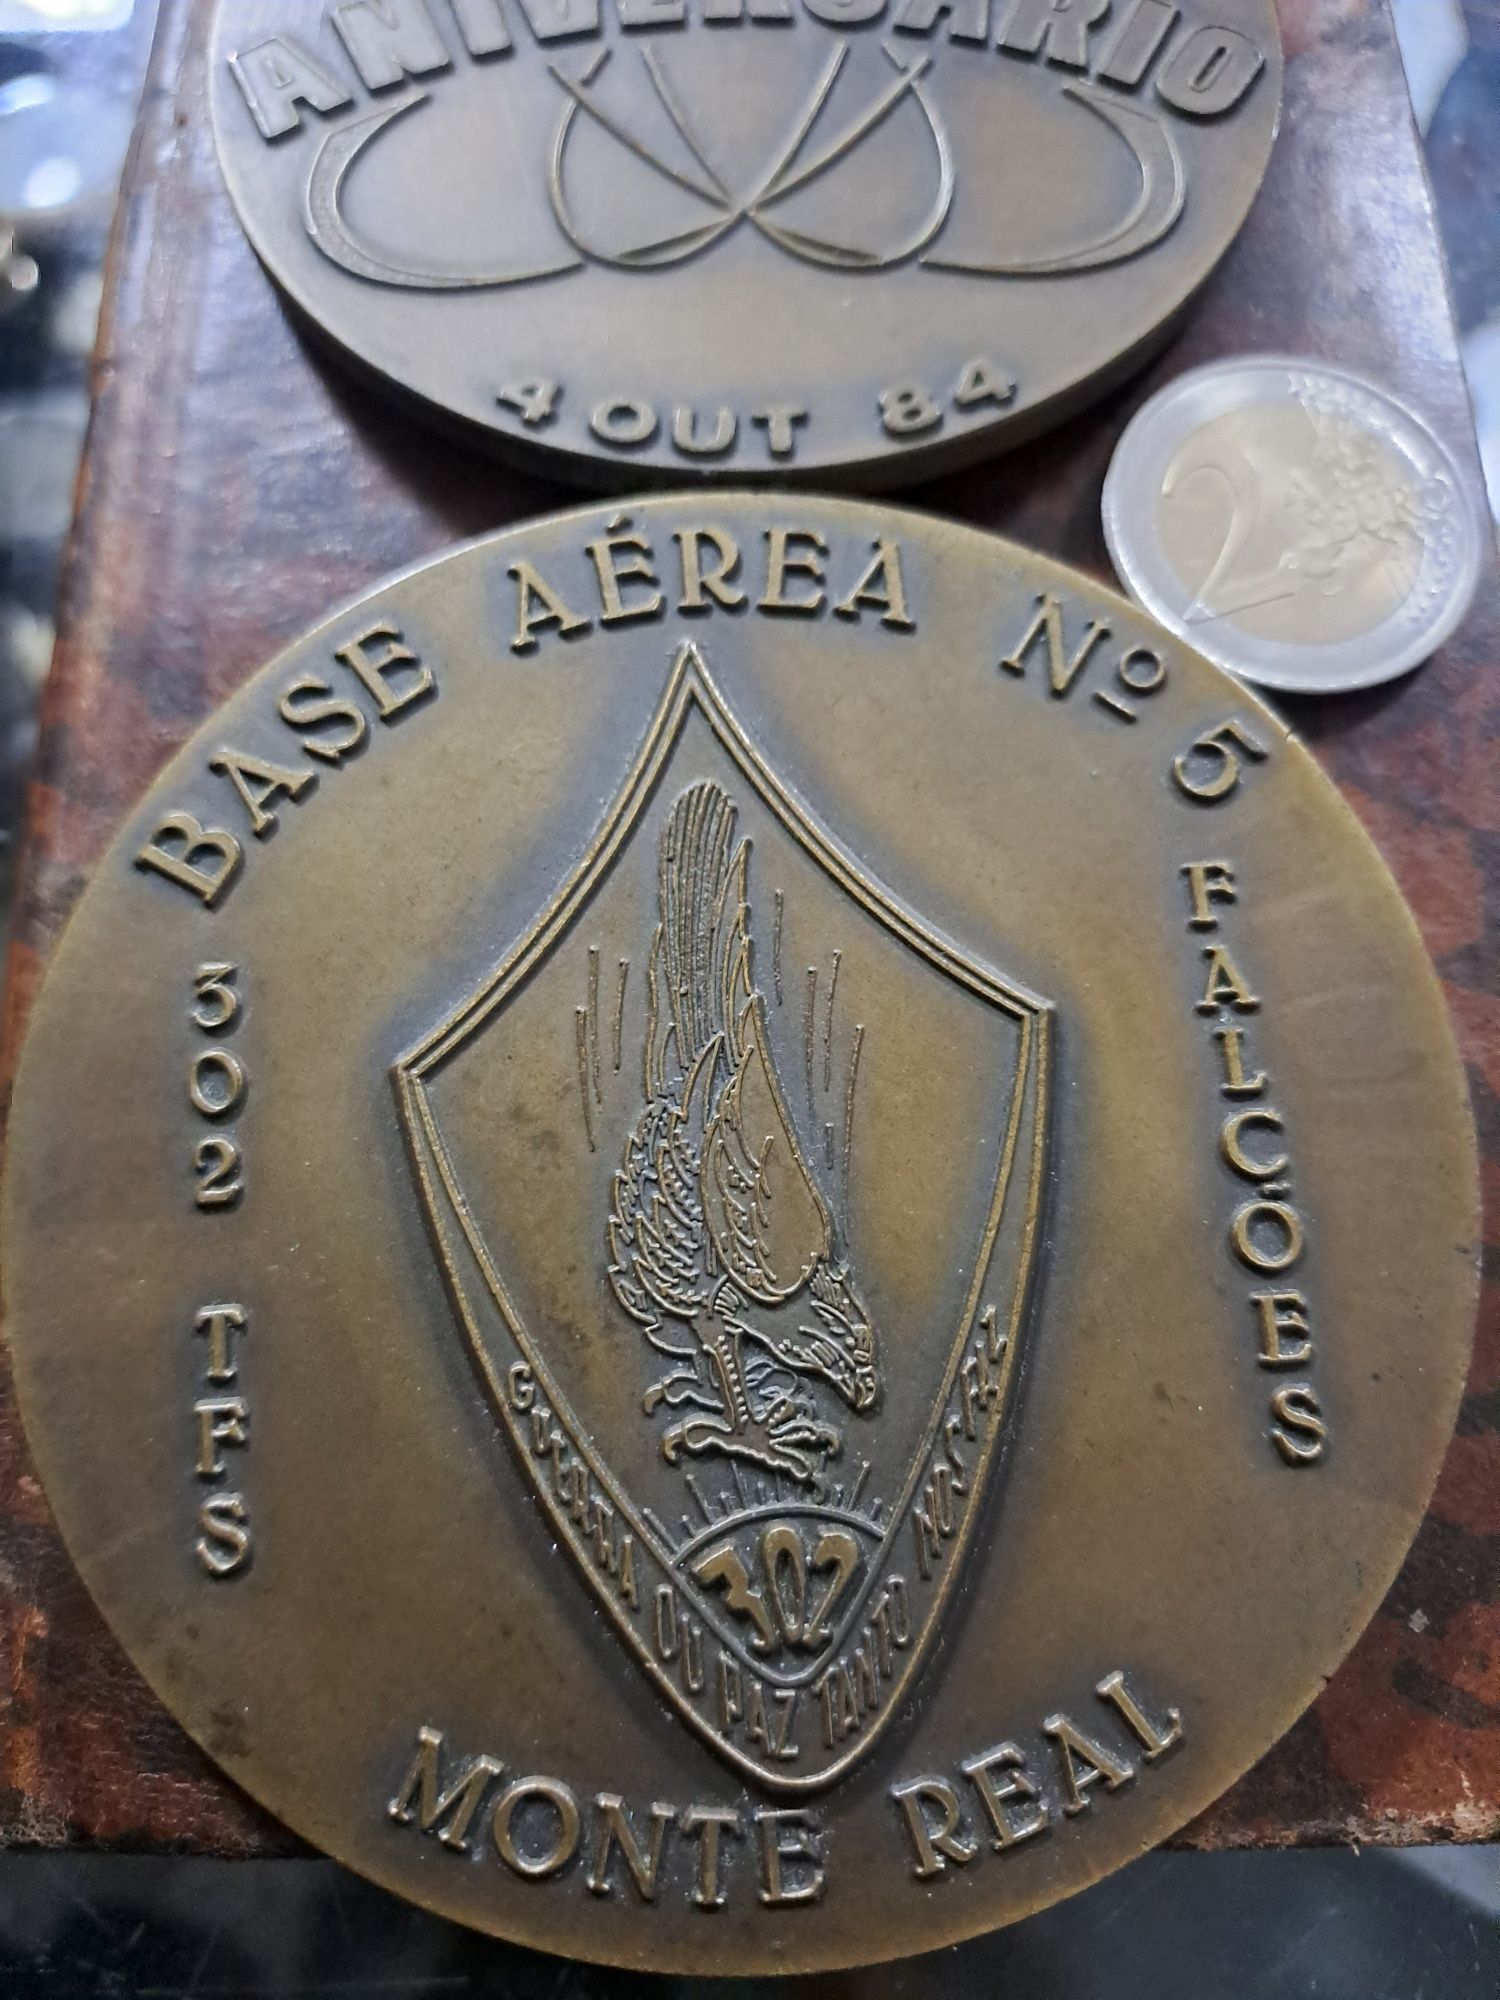 ANIVERSÁRIO
4 OUT 84
2
BASE AÉREA Nº 5
302 TFS
FALCOES
GUERRA OU PAZ TANTO NOS FAZ
302
MONTE REAL